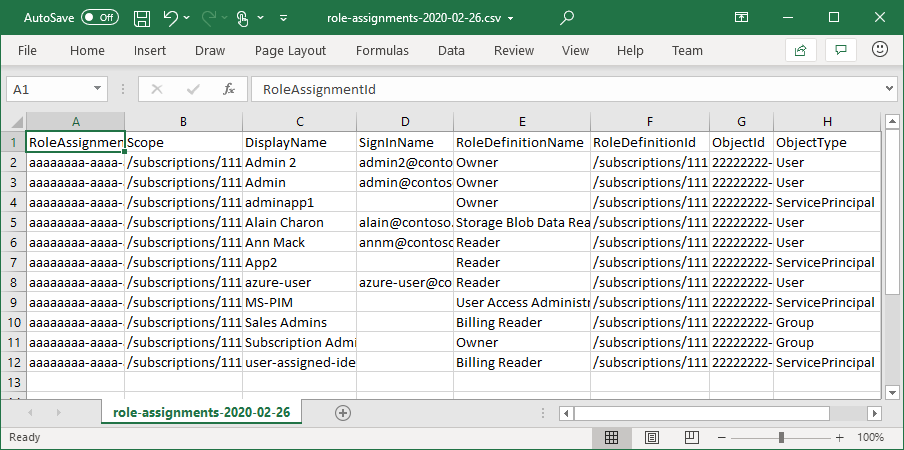 AutoSave Off role-assignments-2020-02-26.csv
File Home Insert Draw Page Layout Formulas Data Review View Help Team
A1 fx RoleAssignmentId
A B C D E F G H
1 RoleAssignmen Scope DisplayName SignInName RoleDefinitionName RoleDefinitionId ObjectId ObjectType
2 aaaaaaaa-aaaa- /subscriptions/111 Admin 2 admin2@conto Owner /subscriptions/111 22222222- User
3 aaaaaaaa-aaaa- /subscriptions/111 Admin admin@contos Owner /subscriptions/111 22222222- User
4 aaaaaaaa-aaaa- /subscriptions/111 adminapp1 Owner /subscriptions/111 22222222- ServicePrincipal
5 aaaaaaaa-aaaa- /subscriptions/111 Alain Charon alain@contoso. Storage Blob Data Rea /subscriptions/111 22222222- User
6 aaaaaaaa-aaaa- /subscriptions/111 Ann Mack annm@contoso Reader /subscriptions/111 22222222- User
7 aaaaaaaa-aaaa- /subscriptions/111 App2 Reader /subscriptions/111 22222222- ServicePrincipal
8 aaaaaaaa-aaaa- /subscriptions/111 azure-user azure-user@co Reader /subscriptions/111 22222222- User
9 aaaaaaaa-aaaa- /subscriptions/111 MS-PIM User Access Administr /subscriptions/111 22222222- ServicePrincipal
10 aaaaaaaa-aaaa- /subscriptions/111 Sales Admins Billing Reader /subscriptions/111 22222222- Group
11 aaaaaaaa-aaaa- /subscriptions/111 Subscription Admi Owner /subscriptions/111 22222222- Group
12 aaaaaaaa-aaaa- /subscriptions/111 user-assigned-ide Billing Reader /subscriptions/111 22222222- ServicePrincipal
13
role-assignments-2020-02-26
Ready 100%